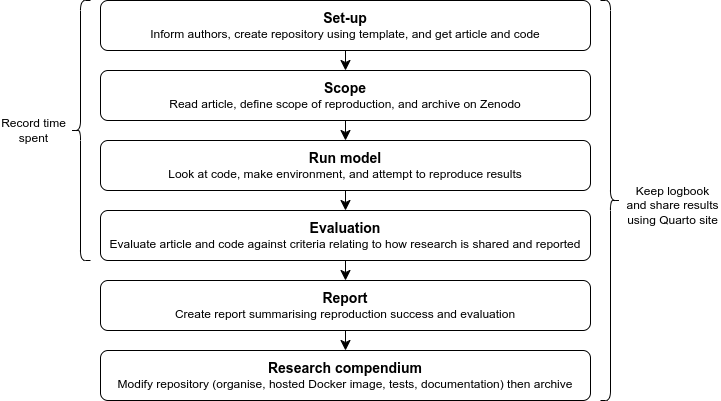 Set-up
Inform authors, create repository using template, and get article and code
Scope
Read article, define scope of reproduction, and archive on Zenodo
Record time
spent
Run model
Look at code, make environment, and attempt to reproduce results
Keep logbook
and share results
using Quarto site
Evaluation
Evaluate article and code against criteria relating to how research is shared and reported
Report
Create report summarising reproduction success and evaluation
Research compendium
Modify repository (organise, hosted Docker image, tests, documentation) then archive